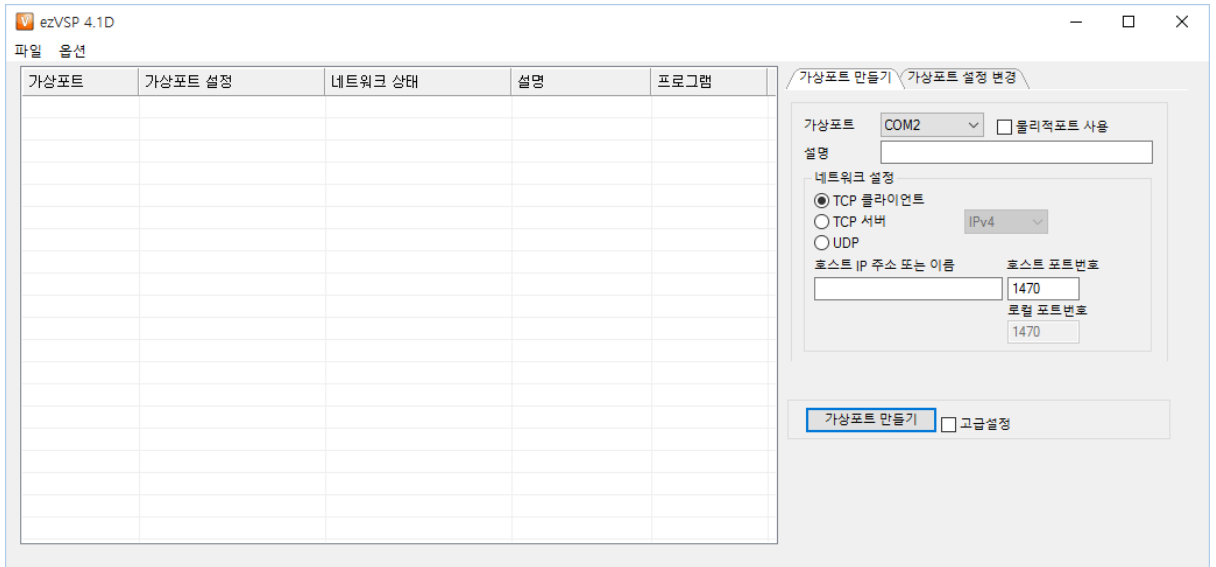 ezVSP 4.1D
파일 옵션
가상포트 가상포트 설정 네트워크 상태 설명 프로그램
가상포트 만들기 가상포트 설정 변경
가상포트 COM2 물리적포트 사용
설명
네트워크 설정
TCP 클라이언트
TCP 서버 IPv4
UDP
호스트 IP 주소 또는 이름 호스트 포트번호
1470
로컬 포트번호
1470
가상포트 만들기 고급설정